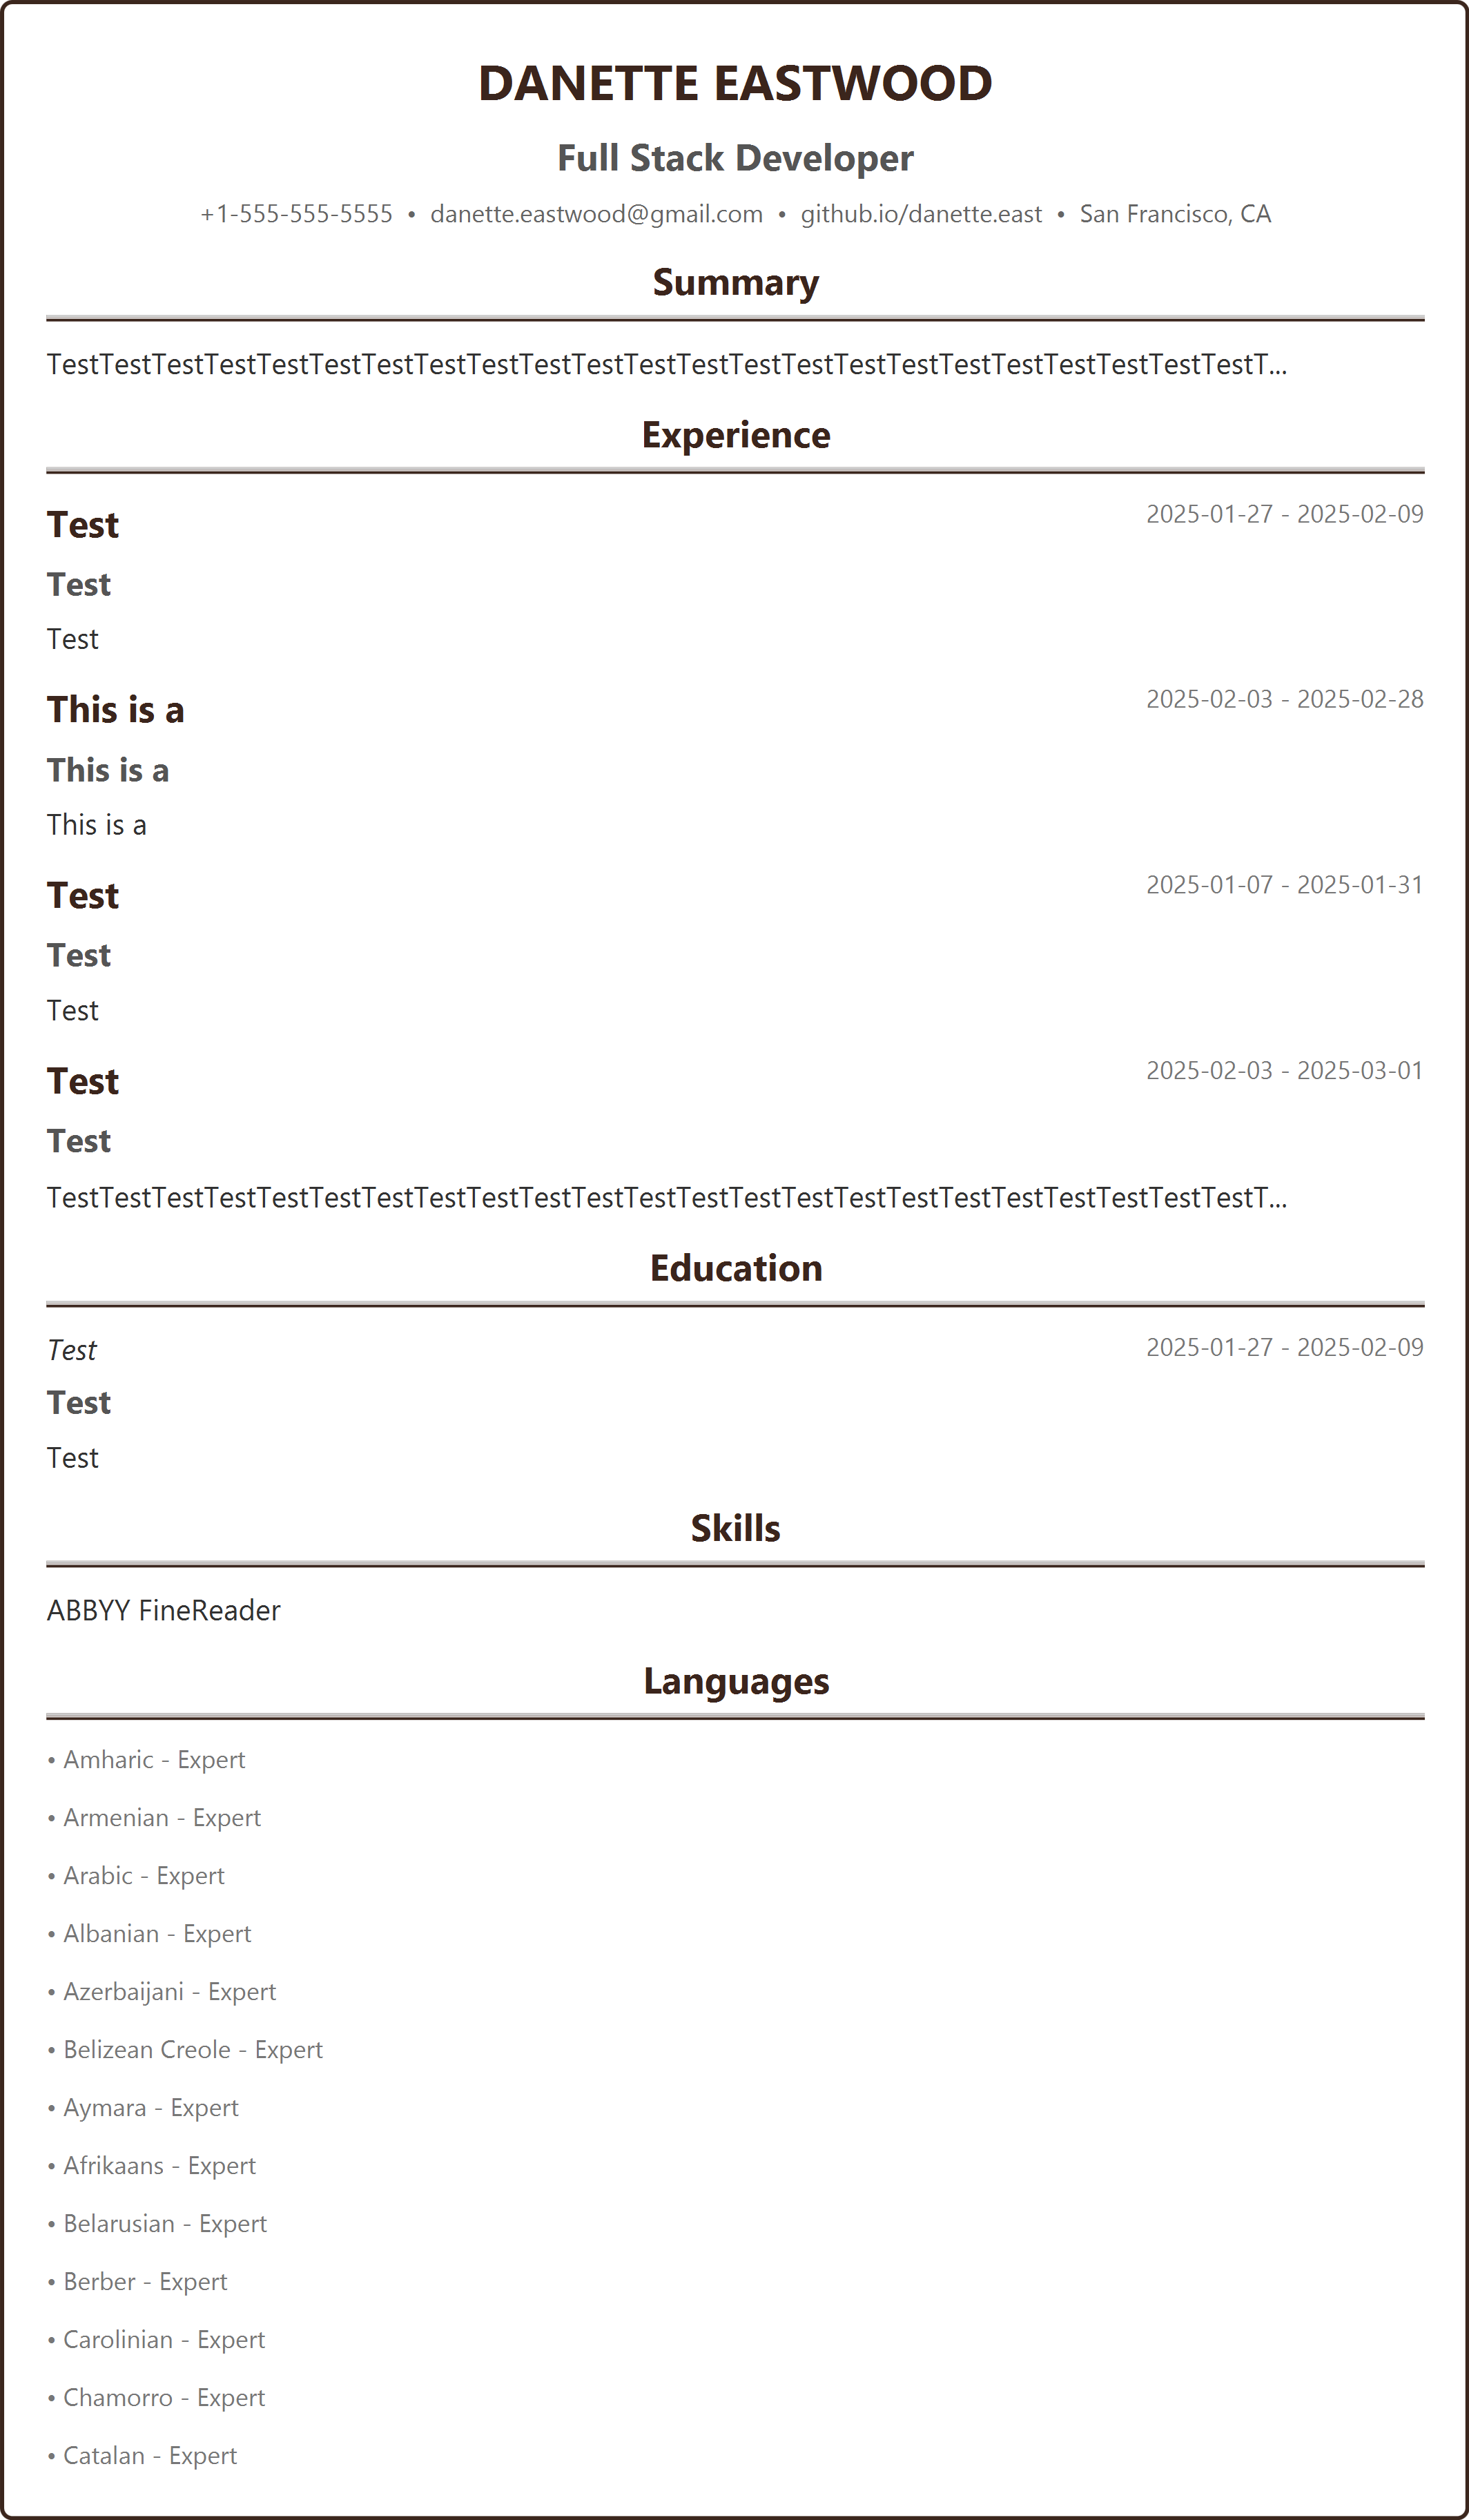 DANETTE EASTWOOD
Full Stack Developer
+1-555-555-5555 • danette.eastwood@gmail.com • github.io/danette.east • San Francisco, CA
Summary
TestTestTestTestTestTestTestTestTestTestTestTestTestTestTestTestTestTestTestTestTestTestTestT...
Experience
Test 2025-01-27 - 2025-02-09
Test
Test
This is a 2025-02-03 - 2025-02-28
This is a
This is a
Test 2025-01-07 - 2025-01-31
Test
Test
Test 2025-02-03 - 2025-03-01
Test
TestTestTestTestTestTestTestTestTestTestTestTestTestTestTestTestTestTestTestTestTestTestTestT...
Education
Test 2025-01-27 - 2025-02-09
Test
Test
Skills
ABBYY FineReader
Languages
• Amharic - Expert
• Armenian - Expert
• Arabic - Expert
• Albanian - Expert
• Azerbaijani - Expert
• Belizean Creole - Expert
• Aymara - Expert
• Afrikaans - Expert
• Belarusian - Expert
• Berber - Expert
• Carolinian - Expert
• Chamorro - Expert
• Catalan - Expert